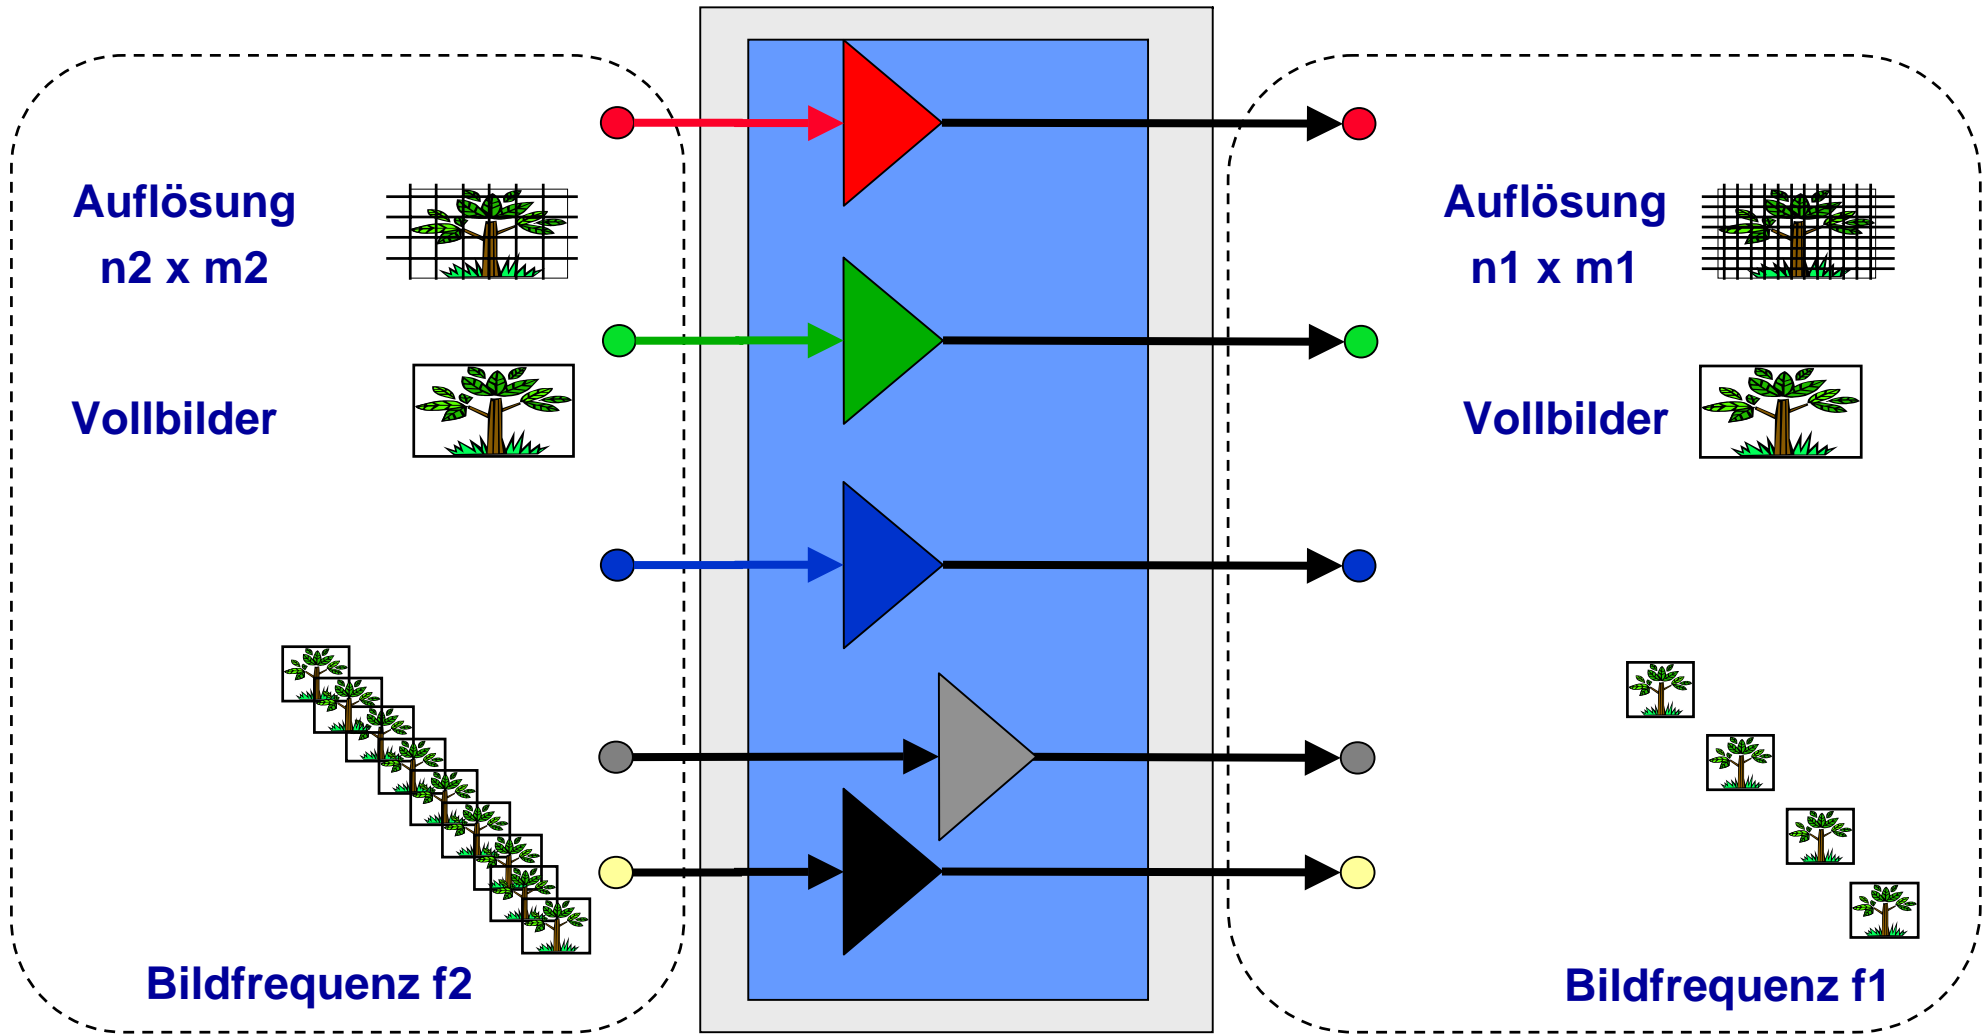 Auflösung
n2 x m2
Vollbilder
Bildfrequenz f2
Auflösung
n1 x m1
Vollbilder
Bildfrequenz f1